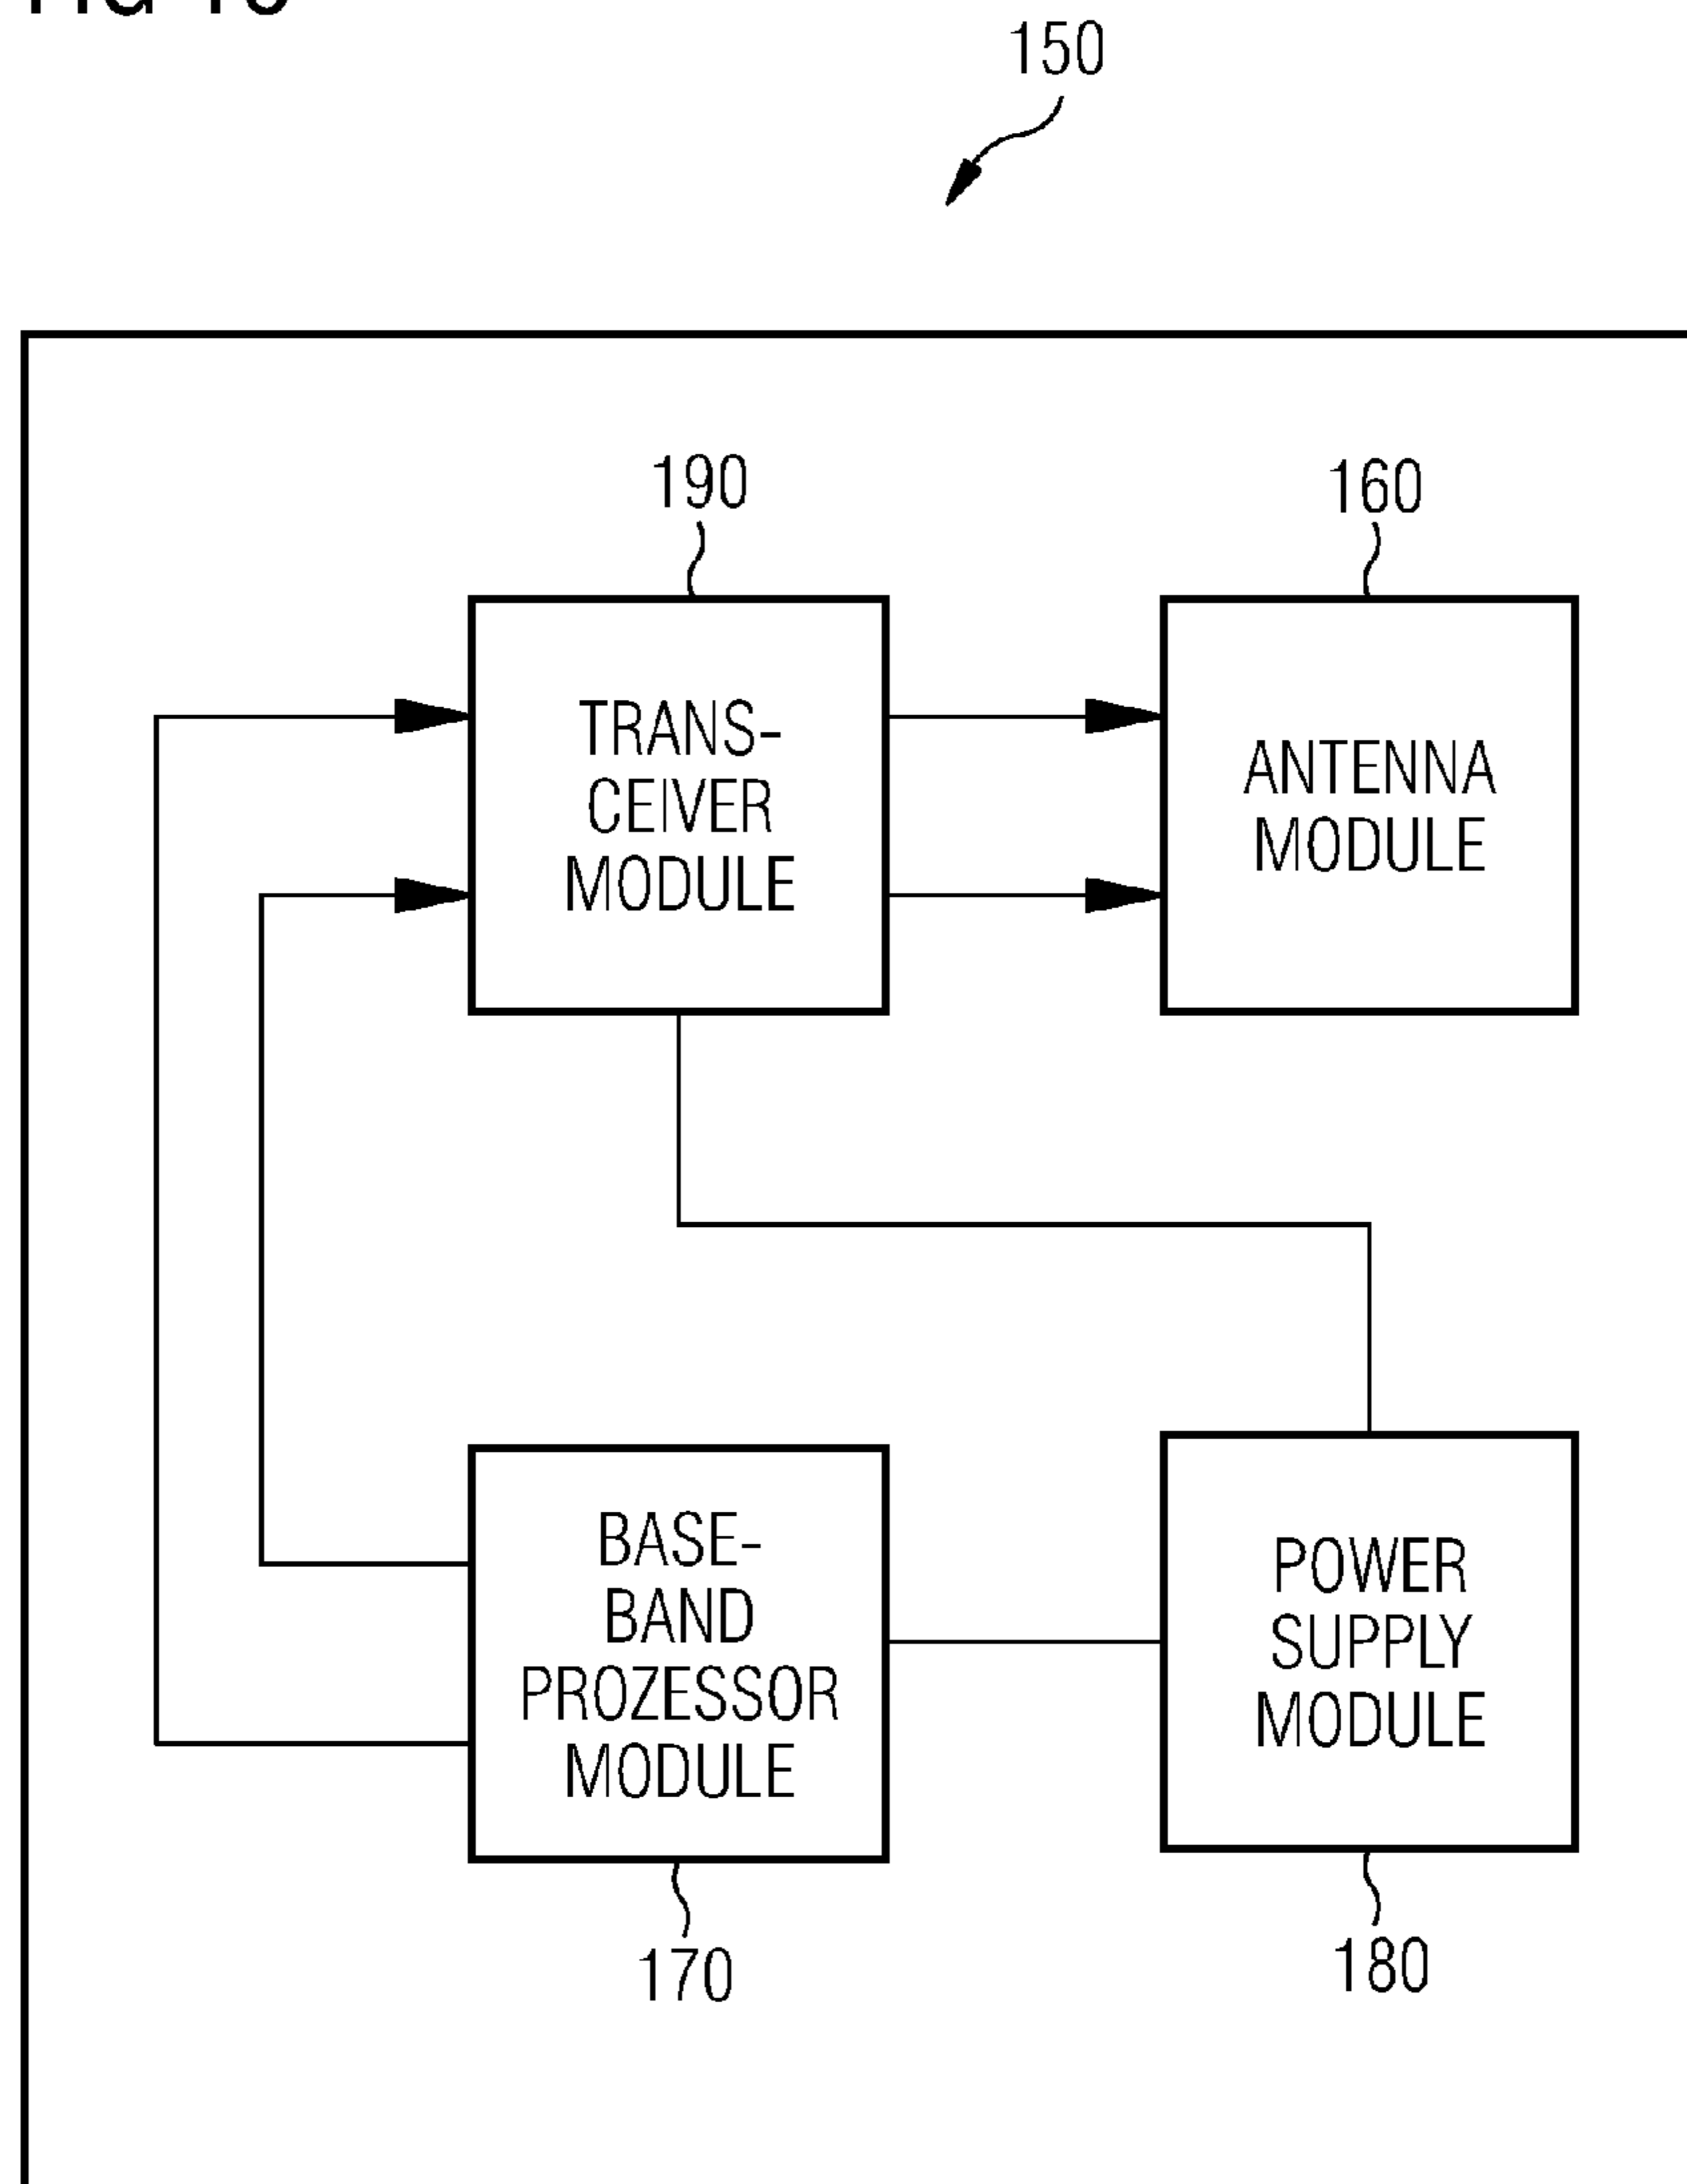 150
190
160
TRANS-
CEIVER
MODULE
ANTENNA
MODULE
BASE-
BAND
PROZESSOR
MODULE
POWER
SUPPLY
MODULE
170
180